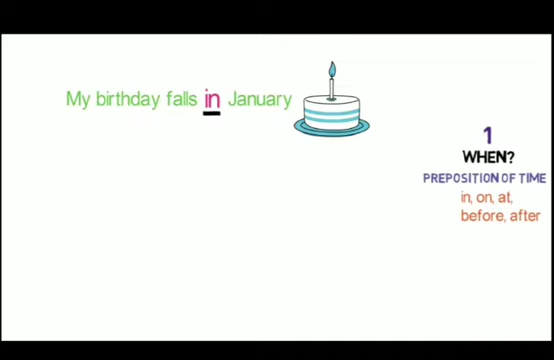 My birthday falls in January
1
WHEN?
PREPOSITION OF TIME
in, on, at,
before, after